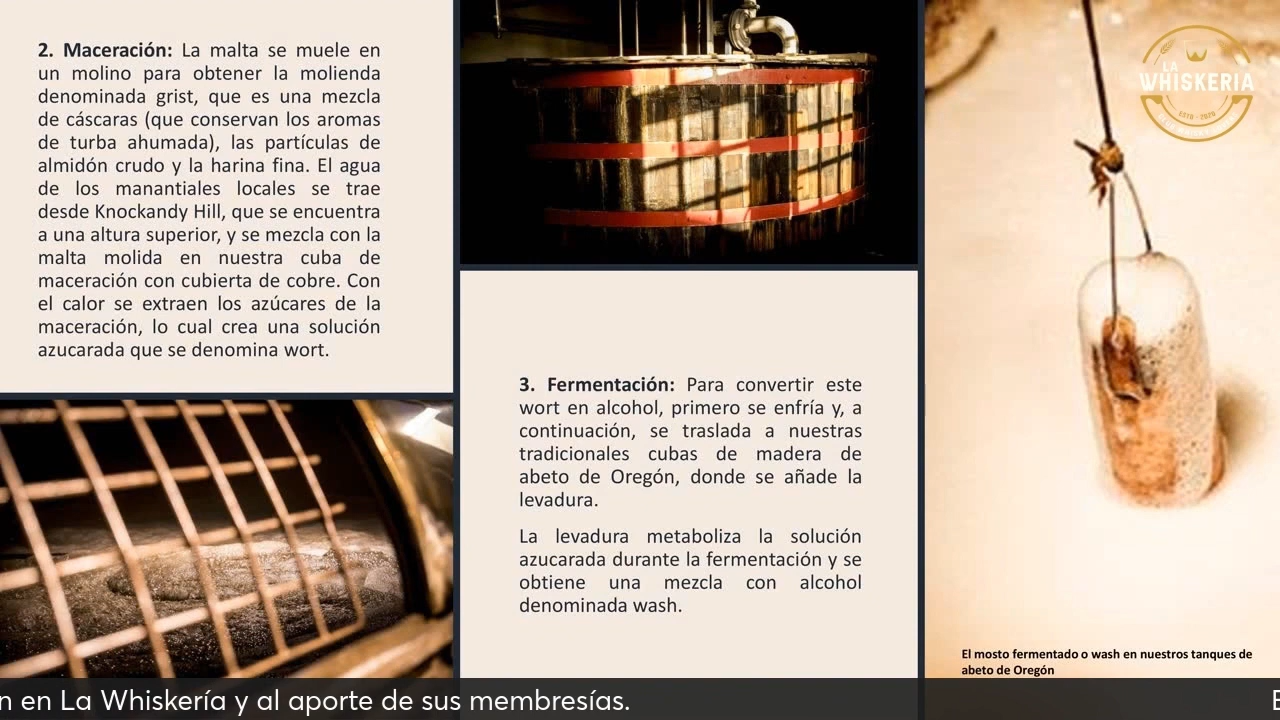 2. Maceración: La malta se muele en
un molino para obtener la molienda
denominada grist, que es una mezcla
de cáscaras (que conservan los aromas
de turba ahumada), las partículas de
almidón crudo y la harina fina. El agua
de los manantiales locales se trae
desde Knockandy Hill, que se encuentra
a una altura superior, y se mezcla con la
malta molida en nuestra cuba de
maceración con cubierta de cobre. Con
el calor se extraen los azúcares de la
maceración, lo cual crea una solución
azucarada que se denomina wort.
3. Fermentación: Para convertir este
wort en alcohol, primero se enfría y, a
continuación, se traslada a nuestras
tradicionales cubas de madera de
abeto de Oregón, donde se añade la
levadura.
La levadura metaboliza la solución
azucarada durante la fermentación y se
obtiene una mezcla con alcohol
denominada wash.
LA
WHISKERIA
ESTD - 2020
El mosto fermentado o wash en nuestros tanques de
abeto de Oregón
n en La Whiskería y al aporte de sus membresías.